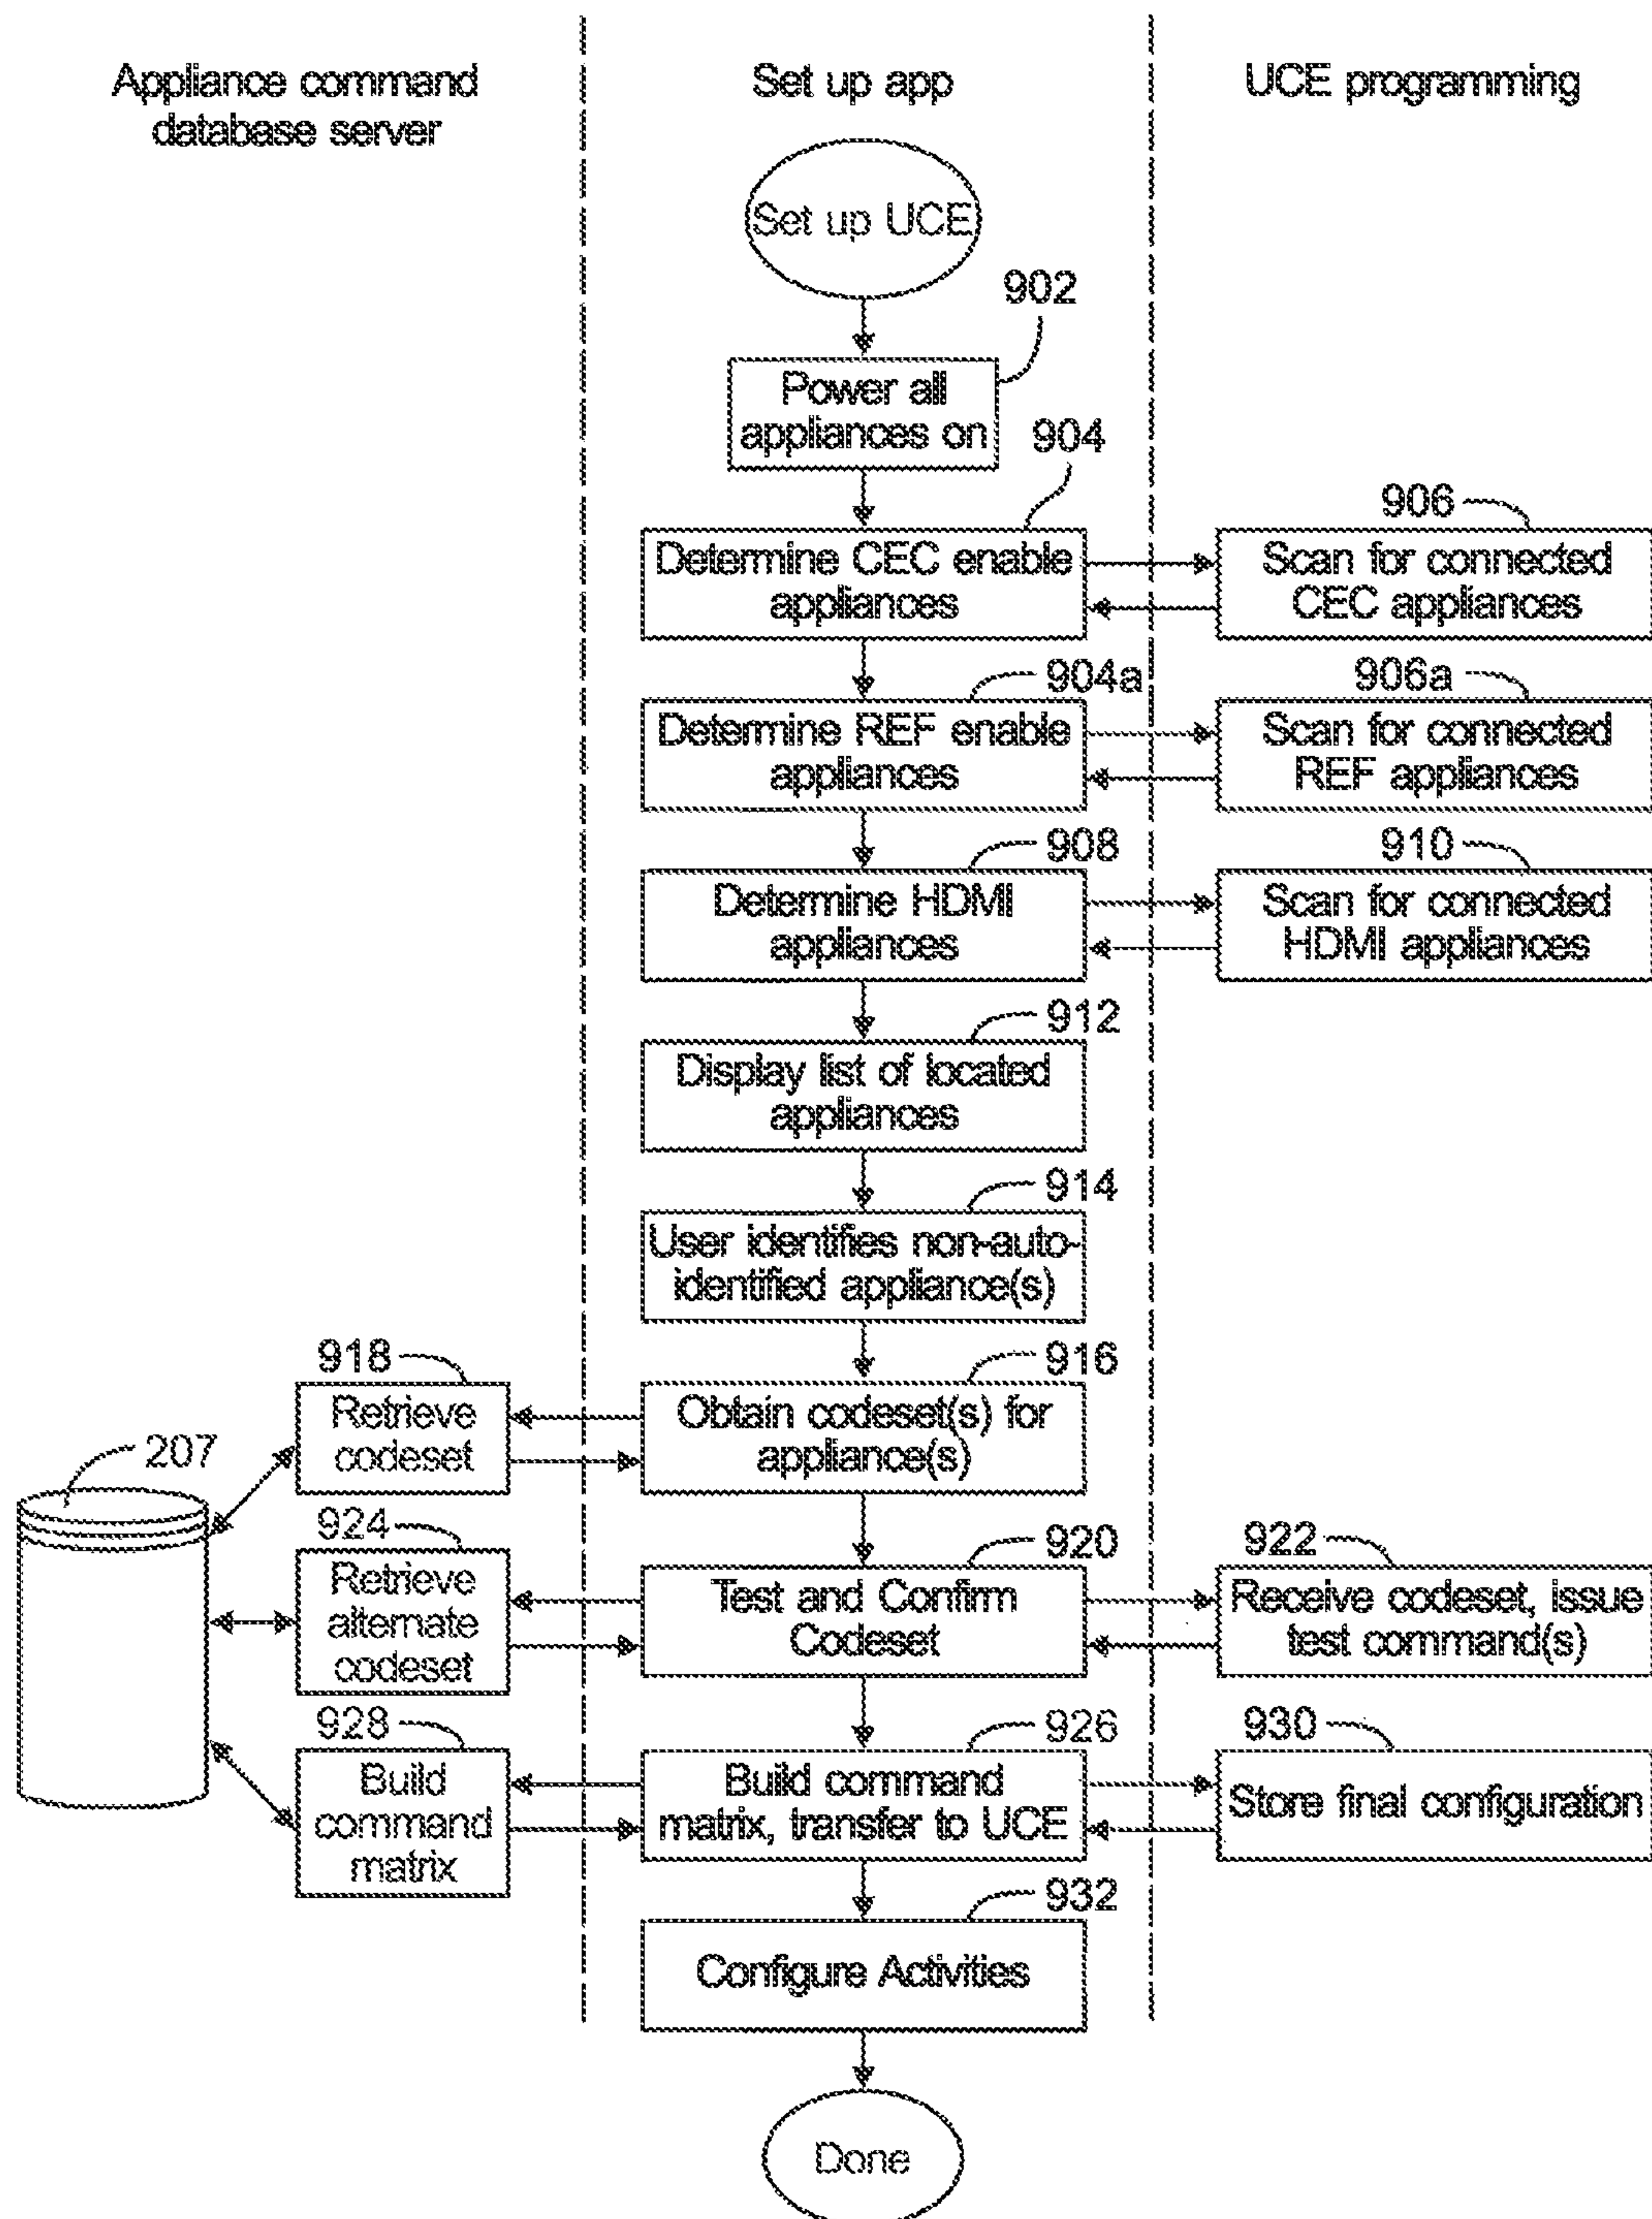 Appliance command
database server
Set up app
UCE programming
Set up UCE
902
Power all
appliances on
904
Determine CEC enable
appliances
906
Scan for connected
CEC appliances
904a
Determine REF enable
appliances
906a
Scan for connected
REF appliances
908
Determine HDMI
appliances
910
Scan for connected
HDMI appliances
912
Display list of located
appliances
914
User identifies non-auto-
identified appliance(s)
918
Retrieve
codeset
916
Obtain codeset(s) for
appliance(s)
207
924
Retrieve
alternate
codeset
920
Test and Confirm
Codeset
922
Receive codeset, issue
test command(s)
928
Build
command
matrix
926
Build command
matrix, transfer to UCE
930
Store final configuration
932
Configure Activities
Done